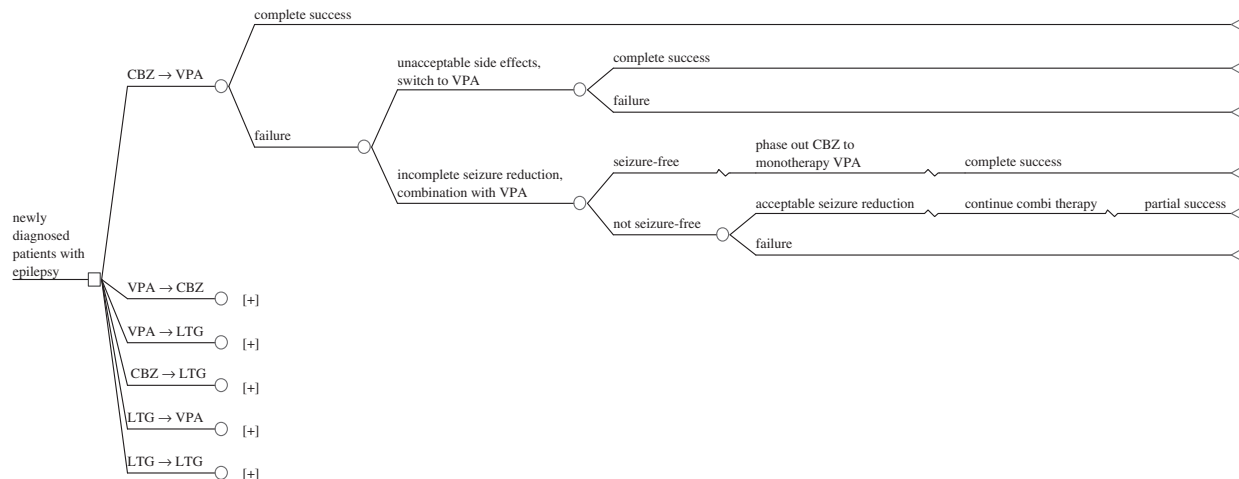 complete success
CBZ → VPA
unacceptable side effects,
switch to VPA
complete success
failure
failure
incomplete seizure reduction,
combination with VPA
seizure-free
phase out CBZ to
monotherapy VPA
complete success
not seizure-free
acceptable seizure reduction
continue combi therapy
partial success
failure
newly
diagnosed
patients with
epilepsy
VPA → CBZ
[+]
VPA → LTG
[+]
CBZ → LTG
[+]
LTG → VPA
[+]
LTG → LTG
[+]